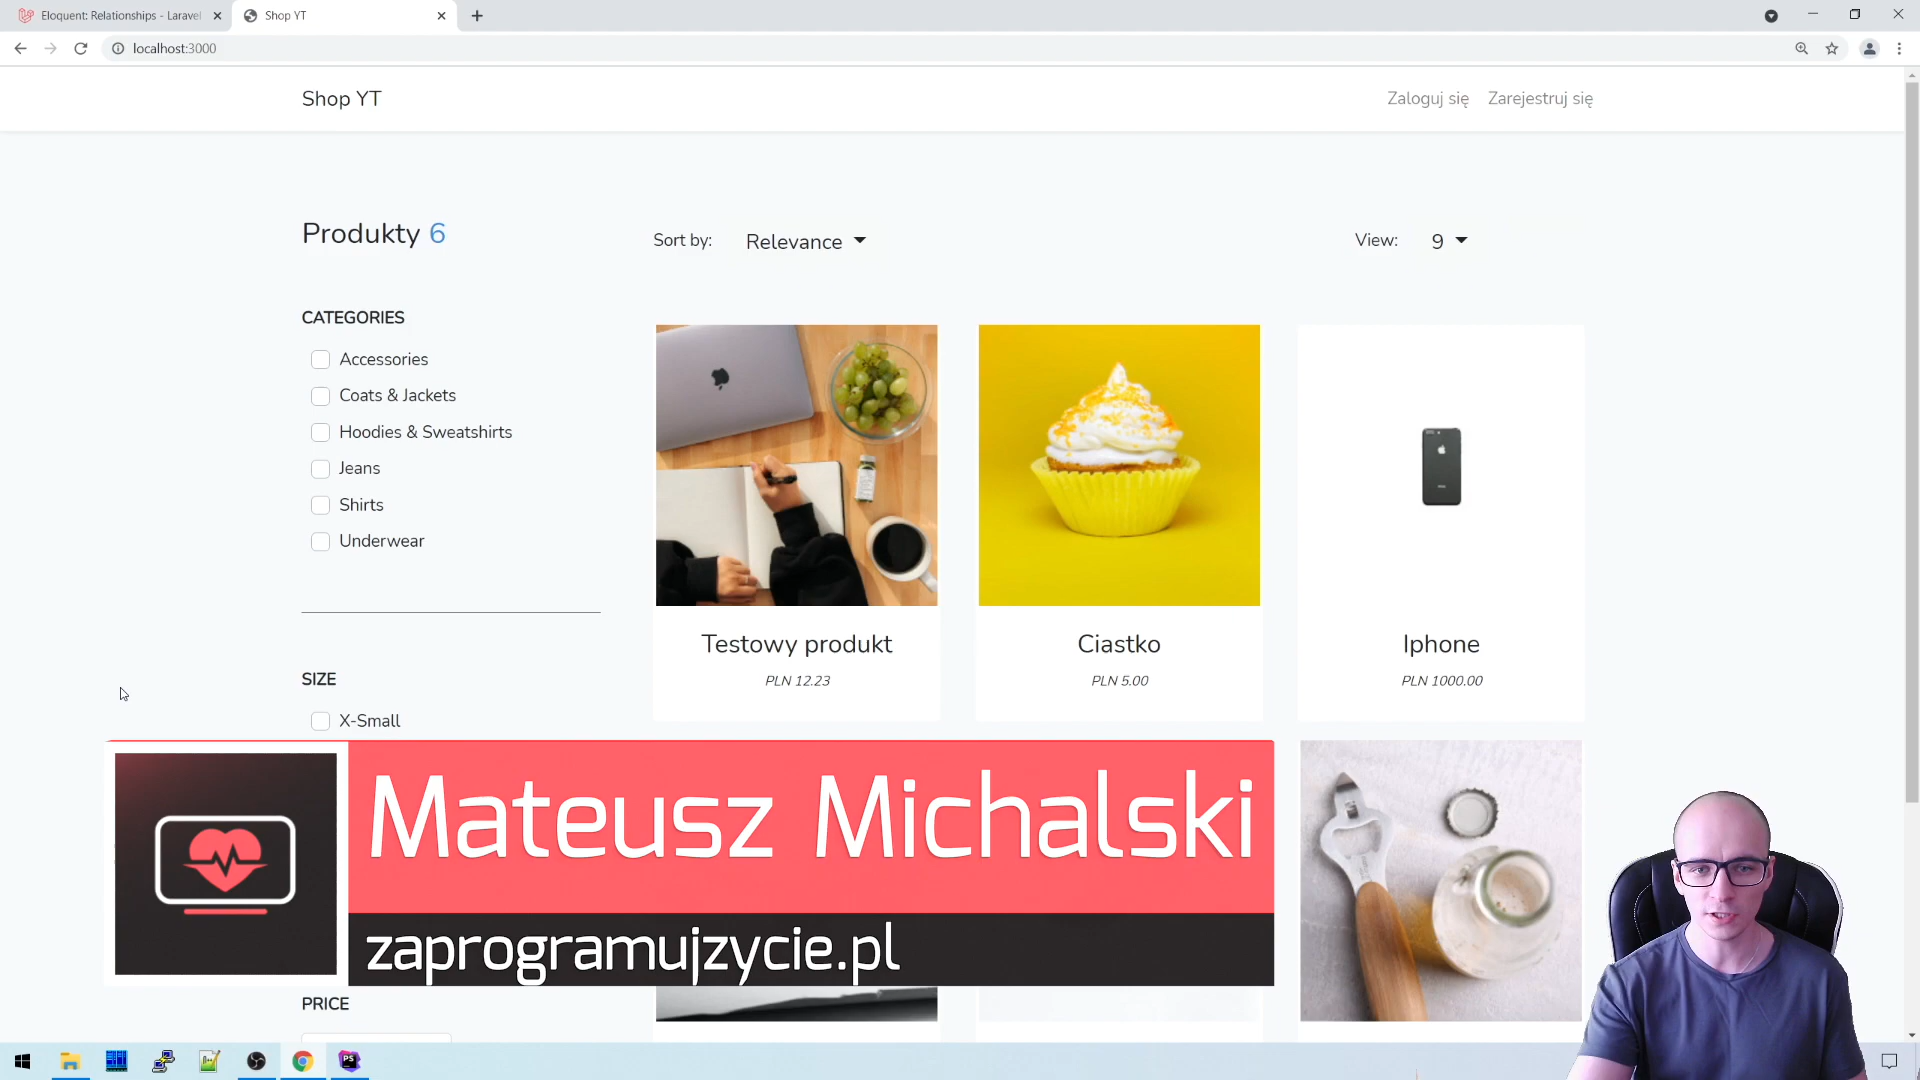 Eloquent: Relationships - Laravel
Shop YT
localhost:3000
Shop YT
Zaloguj się
Zarejestruj się
Produkty 6
Sort by:
Relevance
View:
9
CATEGORIES
Accessories
Coats & Jackets
Hoodies & Sweatshirts
Jeans
Shirts
Underwear
SIZE
X-Small
PRICE
Testowy produkt
PLN 12.23
Ciastko
PLN 5.00
Iphone
PLN 1000.00
Mateusz Michalski
zaprogramujzycie.pl
PS